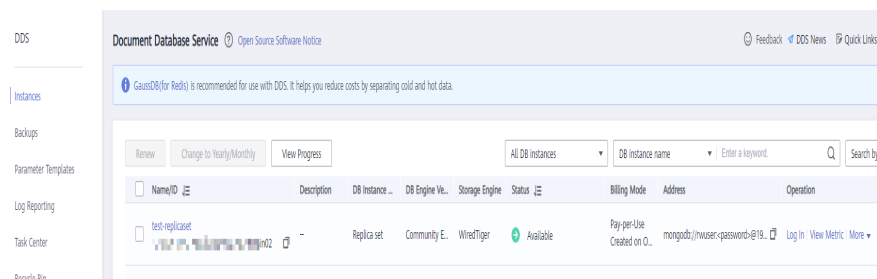 DDS
Document Database Service ? Open Source Software Notice
Feedback DDS News Quick Links
GaussDB(for Redis) is recommended for use with DDS. It helps you reduce costs by separating cold and hot data.
Instances
Backups
Parameter Templates
Log Reporting
Task Center
Recycle Bin
Renew Change to Yearly/Monthly View Progress All DB instances DB instance name Enter a keyword. Search by
Name/ID Description DB Instance ... DB Engine Ve... Storage Engine Status Billing Mode Address Operation
test-replicaset
in02
-- Replica set Community E... WiredTiger Available
Pay-per-Use
Created on O...
mongodb://rwuser:<password>@19... Log In View Metric More